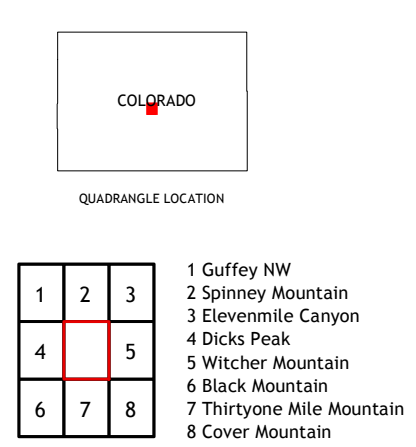 COLORADO
QUADRANGLE LOCATION
1 2 3
4 5
6 7 8
1 Guffey NW
2 Spinney Mountain
3 Elevenmile Canyon
4 Dicks Peak
5 Witcher Mountain
6 Black Mountain
7 Thirtyone Mile Mountain
8 Cover Mountain